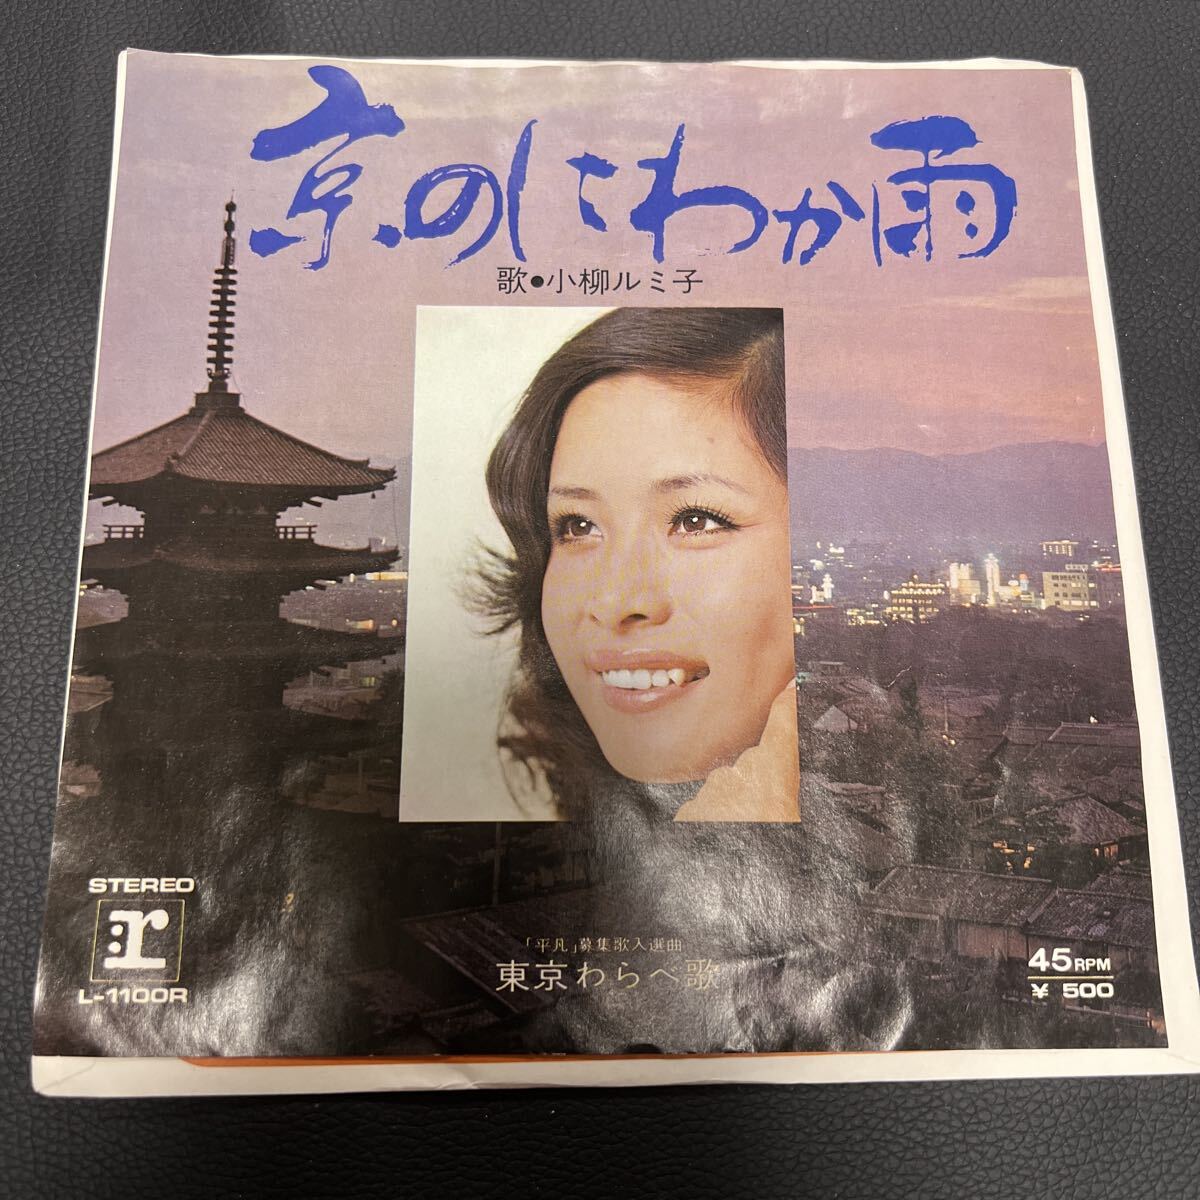 京のにわか雨
歌●小柳ルミ子
STEREO
r
L-1100R
「平凡」募集歌入選曲
東京わらべ歌
45RPM
¥ 500